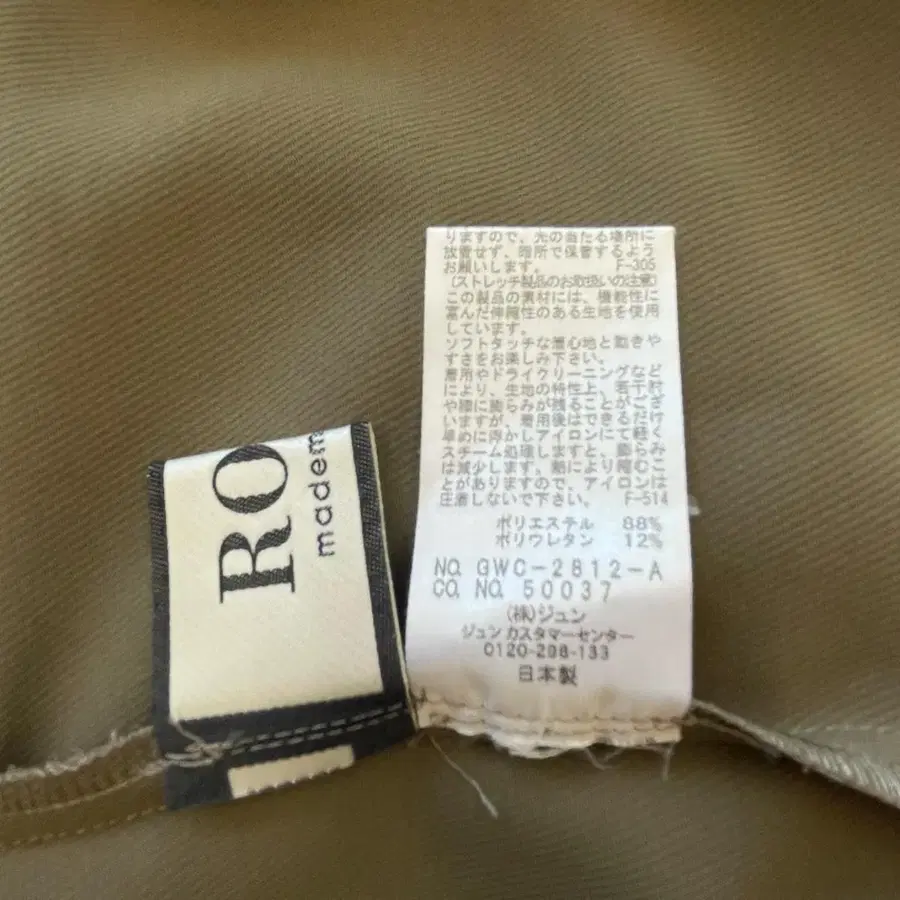 RO
madem
りますので、光の当たる場所に
放置せず、暗所で保管するよう
お願いします。 F-305
(ストレッチ製品のお取扱いの注意)
この製品の素材には、機能性に
富んだ伸縮性のある生地を使用
しています。
ソフトタッチな着心地と動きや
すさをお楽しみ下さい。
着用やドライクリーニングなど
により、生地の特性上、若干肘
や膝に膨らみが残ることがござ
いますが、着用後はできるだけ
早めに浮かしアイロンにて軽く
スチーム処理しますと、膨らみ
は減少します。熱により縮むこ
とがありますので、アイロンは
圧着しないで下さい。 F-514
ポリエステル 88%
ポリウレタン 12%
NO. GWC-2812-A
CO. NO. 50037
(株)ジュン
ジュンカスタマーセンター
0120-298-133
日本製